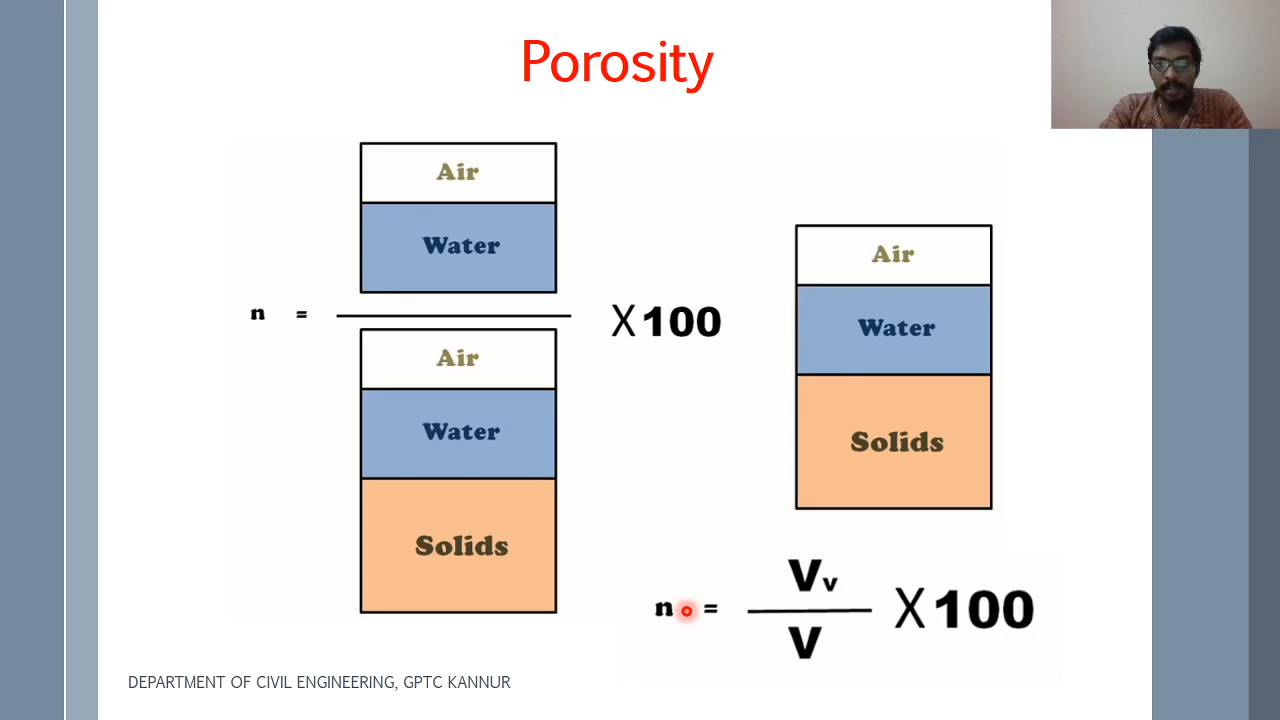 Porosity
Air
Water
n =
X 100
Air
Water
Solids
Air
Water
Solids
n = Vv / V X 100
DEPARTMENT OF CIVIL ENGINEERING, GPTC KANNUR